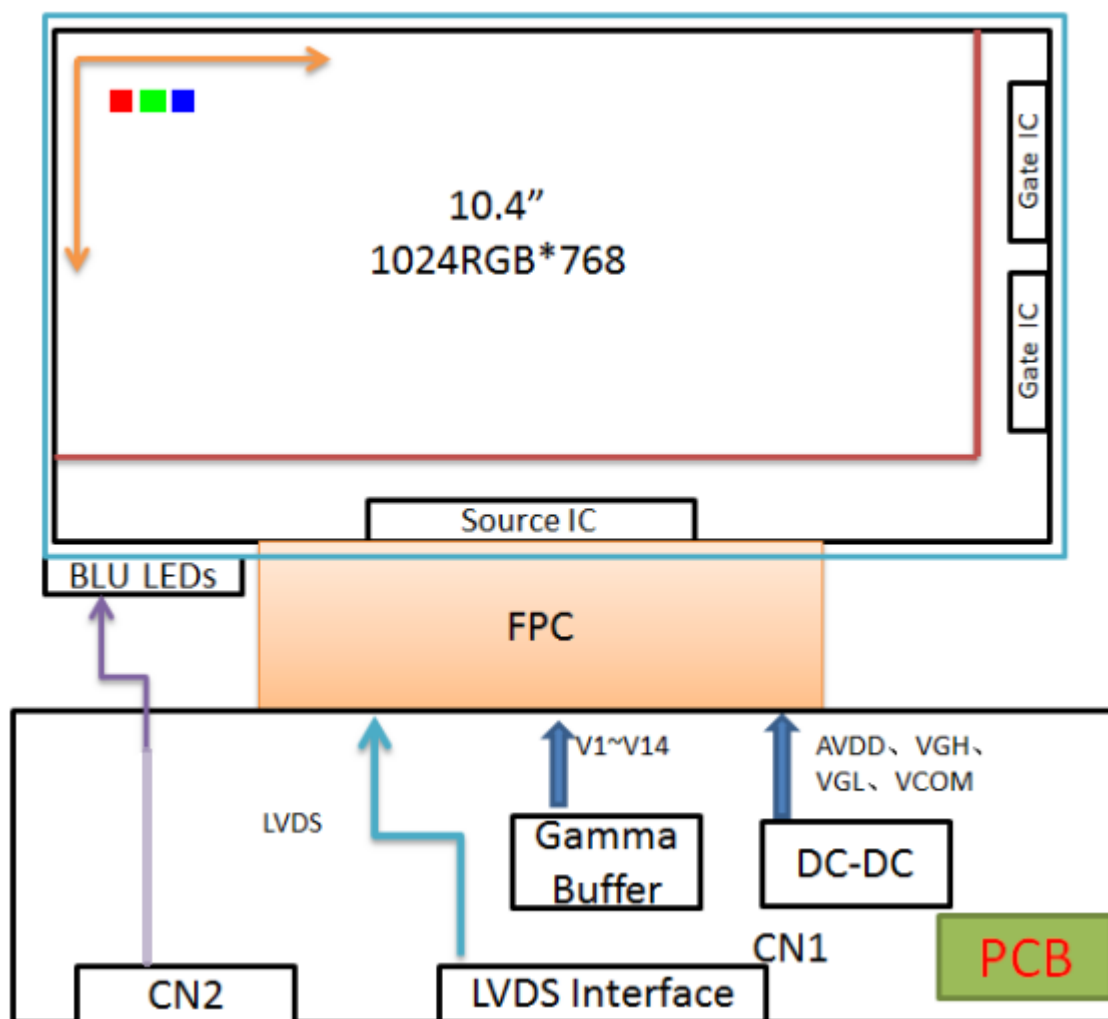 10.4”
1024RGB*768
Gate IC
Gate IC
Source IC
BLU LEDs
FPC
V1~V14
AVDD、VGH、
VGL、VCOM
LVDS
Gamma
Buffer
DC-DC
CN1
PCB
CN2
LVDS Interface